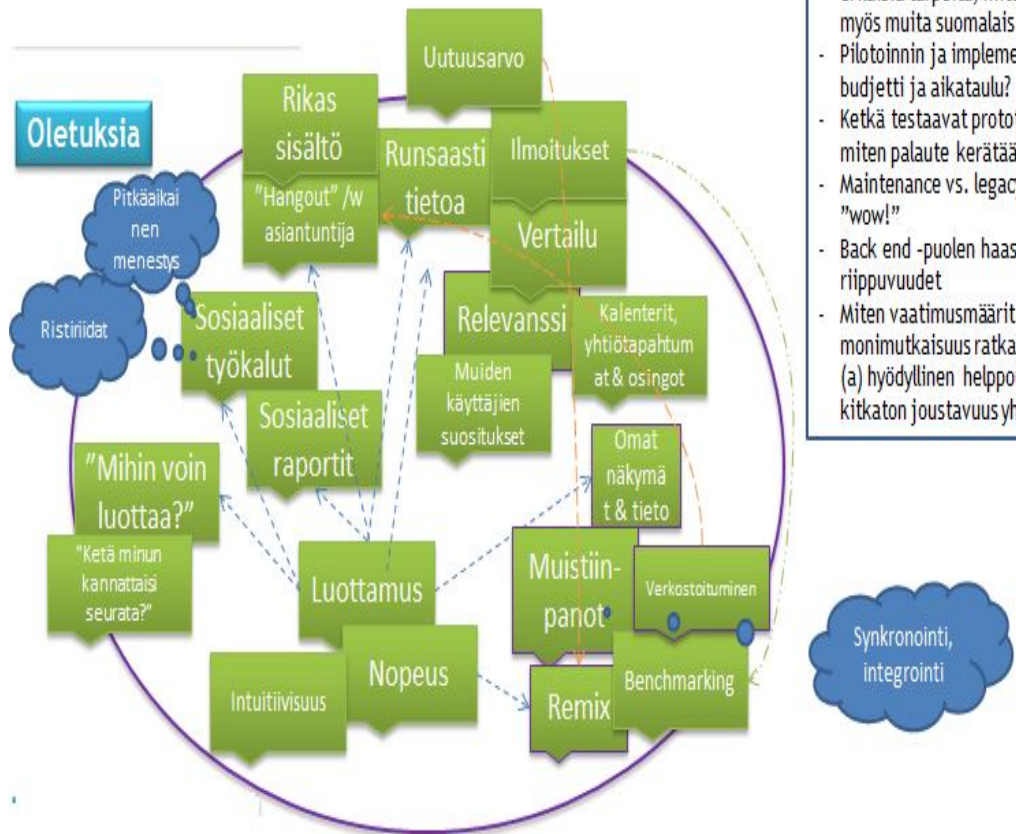 Oletuksia
Uutuusarvo
Rikas
sisältö
"Hangout" /w
asiantuntija
Runsaasti
tietoa
Ilmoitukset
Vertailu
Pitkäaikai
nen
menestys
Ristiriidat
Sosiaaliset
työkalut
Sosiaaliset
raportit
Relevanssi
Muiden
käyttäjien
suositukset
Kalenterit,
yhtiötapahtum
at & osingot
Omat
näkymä
t & tieto
"Mihin voin
luottaa?"
"Ketä minun
kannattaisi
seurata?"
Luottamus
Nopeus
Intuitiivisuus
Muistiin-
panot
Verkostoituminen
Remix
Benchmarking
Synkronointi,
integrointi
myös muita suomalais
- Pilotoinnin ja impleme
budjetti ja aikataulu?
- Ketkä testaavat proto
miten palaute kerätää
- Maintenance vs. legacy
"wow!"
- Back end -puolen haas
riippuvuudet
- Miten vaatimusmäärit
monimutkaisuus ratka
(a) hyödyllinen helppo
kitkaton joustavuus yh